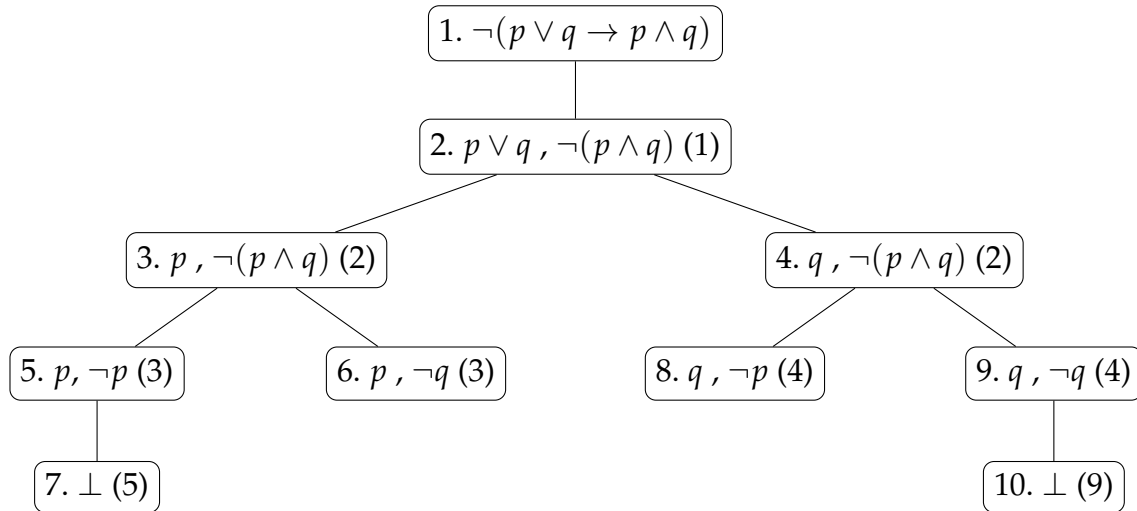 1. ¬(p ∨ q → p ∧ q)
2. p ∨ q , ¬(p ∧ q) (1)
3. p , ¬(p ∧ q) (2)
4. q , ¬(p ∧ q) (2)
5. p, ¬p (3)
6. p , ¬q (3)
8. q , ¬p (4)
9. q , ¬q (4)
7. ⊥ (5)
10. ⊥ (9)